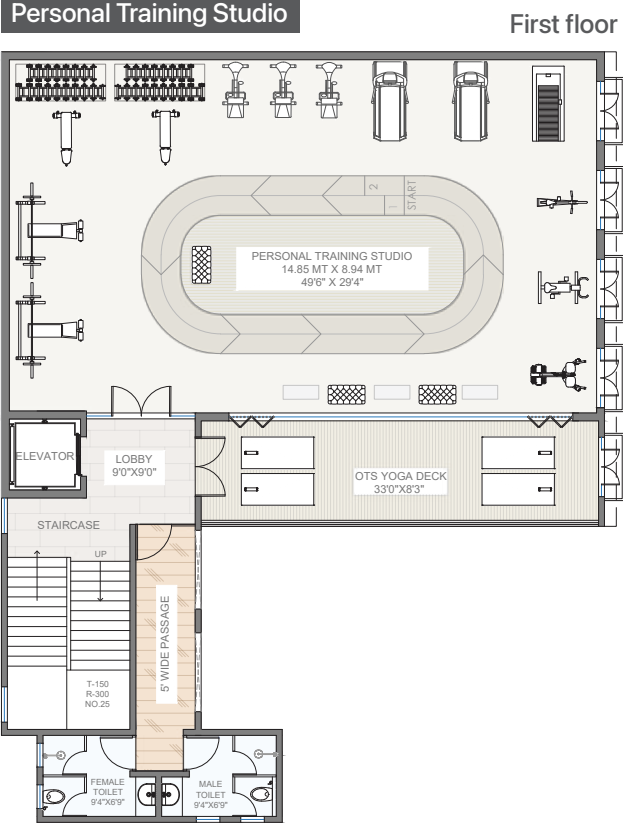 Personal Training Studio
First floor
2
1
START
PERSONAL TRAINING STUDIO
14.85 MT X 8.94 MT
49'6" X 29'4"
ELEVATOR
LOBBY
9'0"X9'0"
OTS YOGA DECK
33'0"X8'3"
STAIRCASE
UP
5' WIDE PASSAGE
T-150
R-300
NO.25
FEMALE
TOILET
9'4"X6'9"
MALE
TOILET
9'4"X6'9"